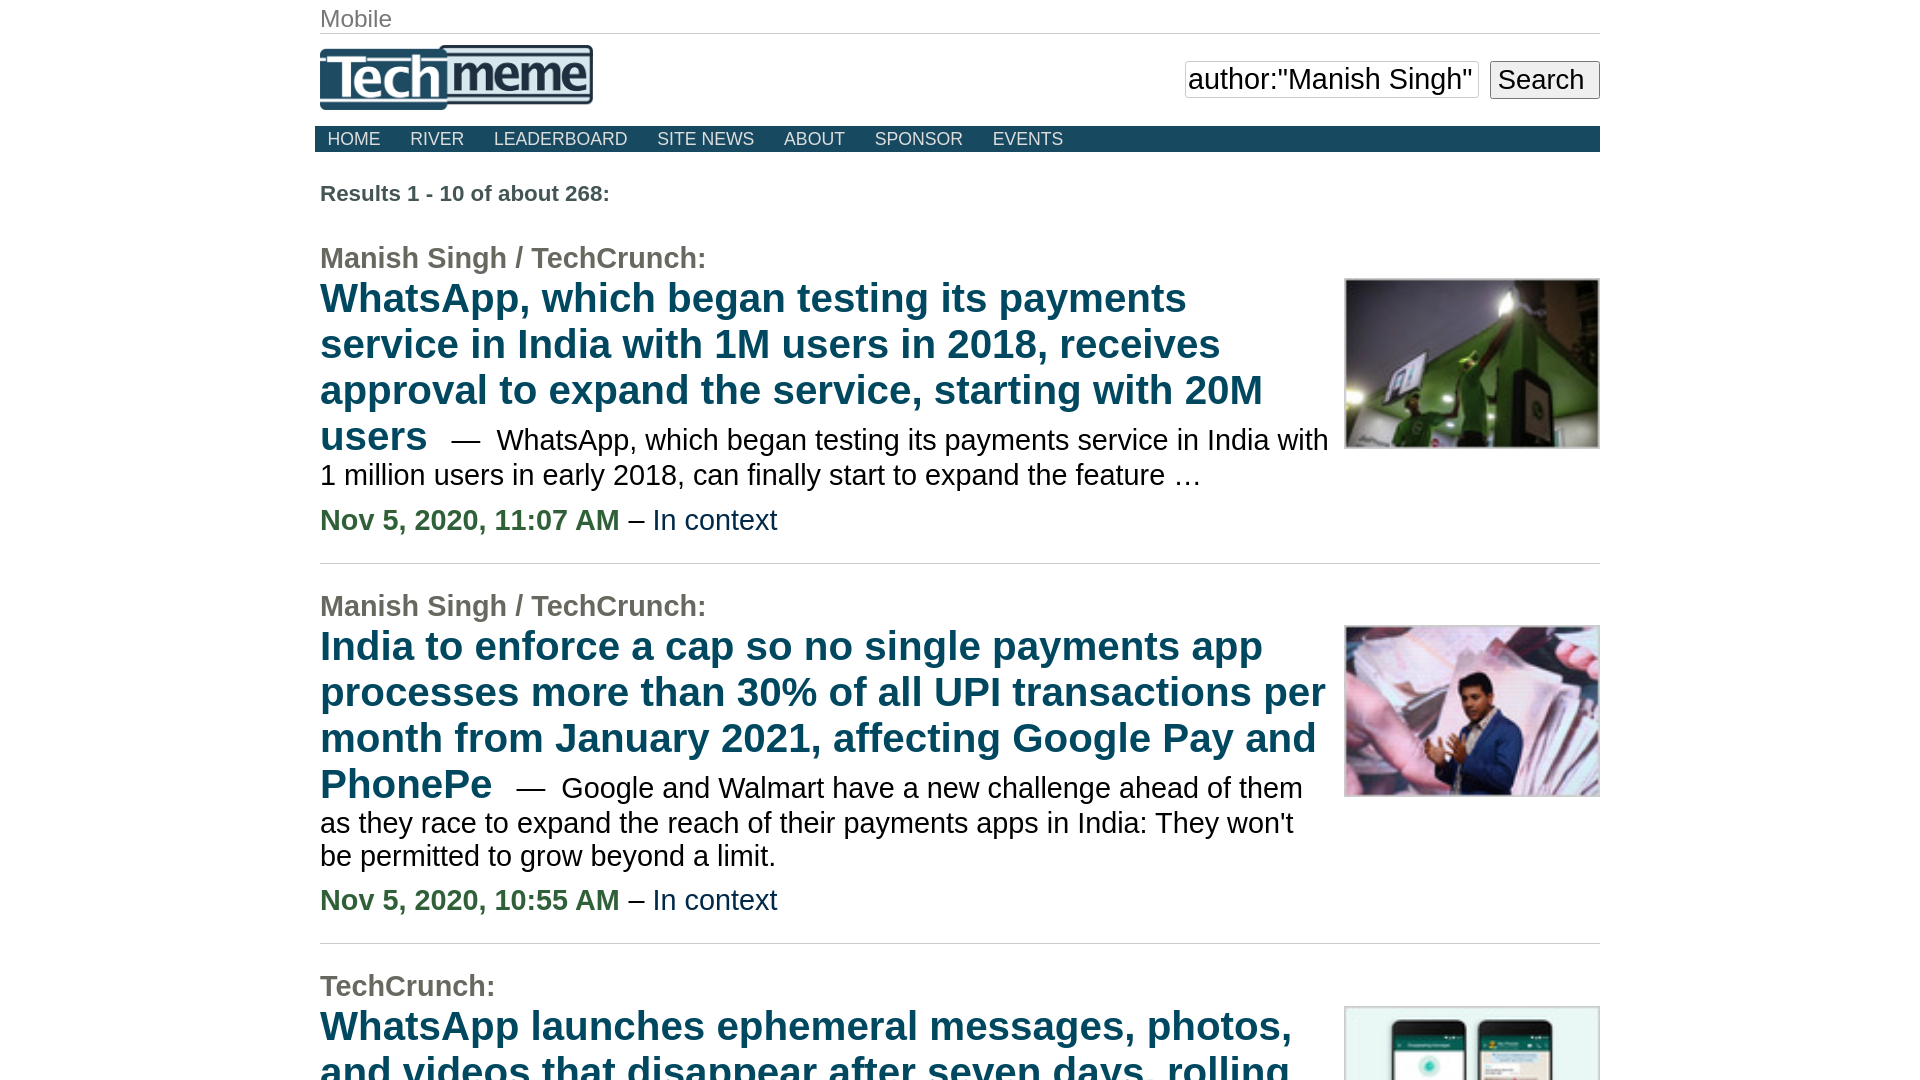 Mobile
Techmeme
author:"Manish Singh" Search
HOME RIVER LEADERBOARD SITE NEWS ABOUT SPONSOR EVENTS
Results 1 - 10 of about 268:
Manish Singh / TechCrunch:
WhatsApp, which began testing its payments
service in India with 1M users in 2018, receives
approval to expand the service, starting with 20M
users — WhatsApp, which began testing its payments service in India with
1 million users in early 2018, can finally start to expand the feature …
Nov 5, 2020, 11:07 AM – In context
Manish Singh / TechCrunch:
India to enforce a cap so no single payments app
processes more than 30% of all UPI transactions per
month from January 2021, affecting Google Pay and
PhonePe — Google and Walmart have a new challenge ahead of them
as they race to expand the reach of their payments apps in India: They won't
be permitted to grow beyond a limit.
Nov 5, 2020, 10:55 AM – In context
TechCrunch:
WhatsApp launches ephemeral messages, photos,
and videos that disappear after seven days, rolling